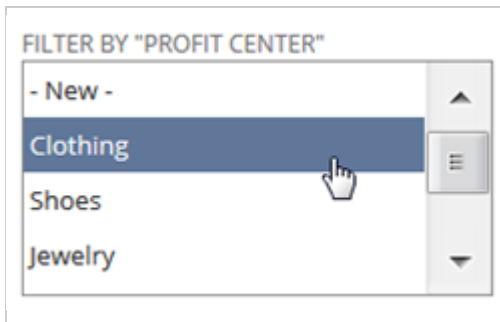 FILTER BY "PROFIT CENTER"
- New -
Clothing
Shoes
Jewelry